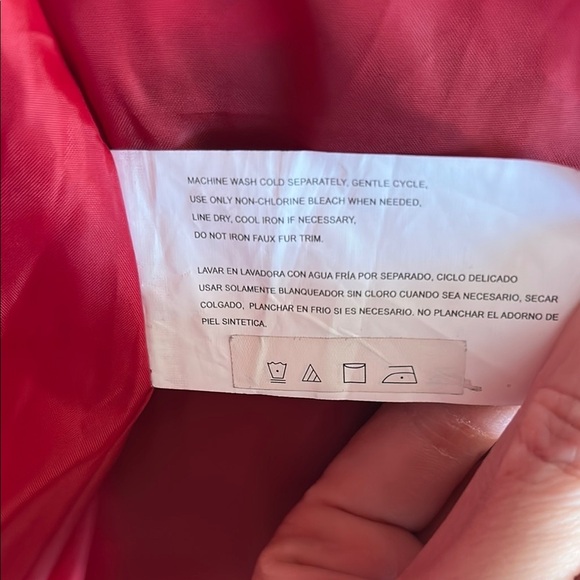 MACHINE WASH COLD SEPARATELY, GENTLE CYCLE,
USE ONLY NON-CHLORINE BLEACH WHEN NEEDED,
LINE DRY, COOL IRON IF NECESSARY,
DO NOT IRON FAUX FUR TRIM.
LAVAR EN LAVADORA CON AGUA FRÍA POR SEPARADO, CICLO DELICADO
USAR SOLAMENTE BLANQUEADOR SIN CLORO CUANDO SEA NECESARIO, SECAR
COLGADO, PLANCHAR EN FRIO SI ES NECESARIO. NO PLANCHAR EL ADORNO DE
PIEL SINTETICA.